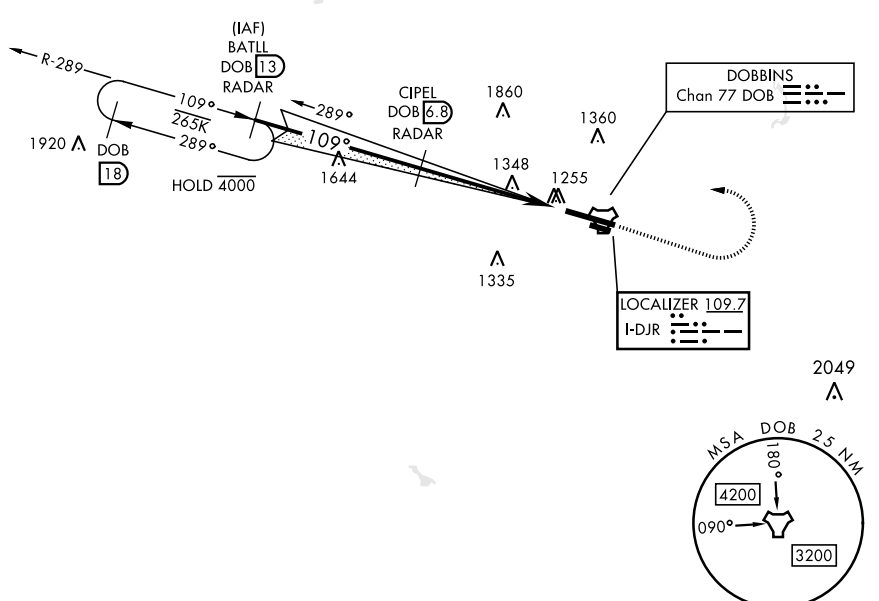 (IAF)
BATLL
DOB 13
RADAR
R-289
109°
265K
289°
DOB
18
1920
HOLD 4000
289°
109°
1644
CIPEL
DOB 6.8
RADAR
1860
1360
1348
1255
1335
DOBBINS
Chan 77 DOB
LOCALIZER 109.7
I-DJR
2049
MSA DOB 25 NM
180°
4200
090°
3200